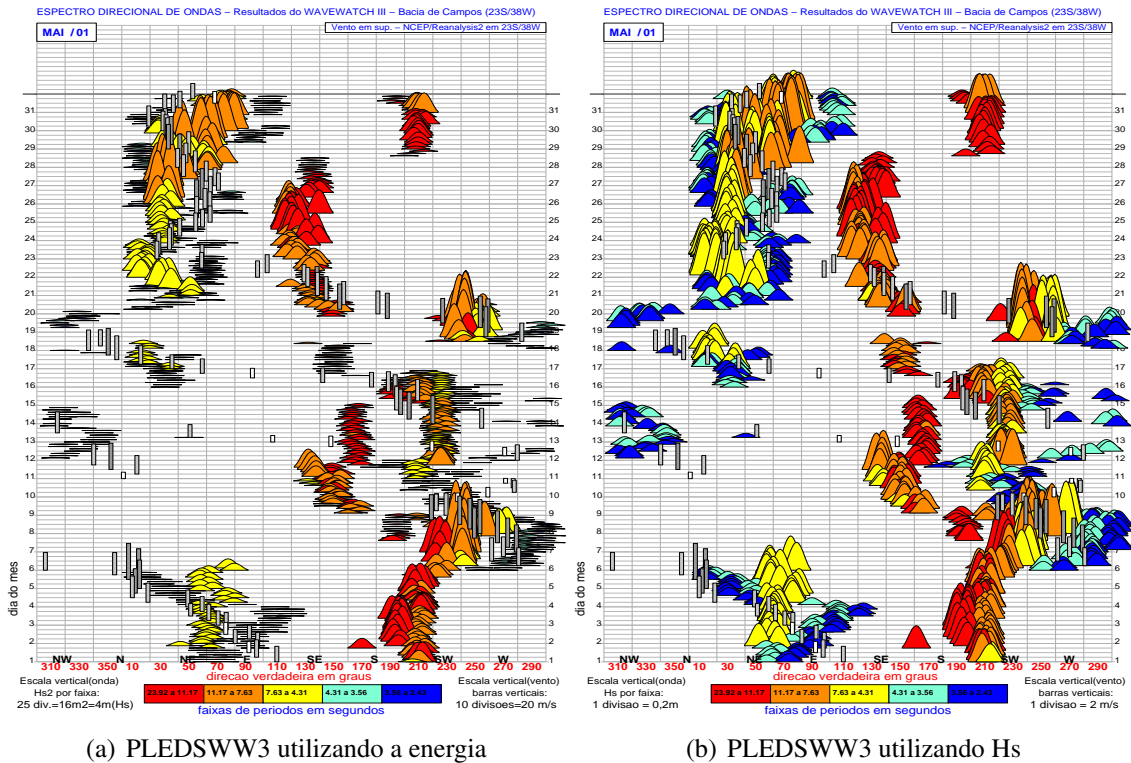 ESPECTRO DIRECIONAL DE ONDAS – Resultados do WAVEWATCH III – Bacia de Campos (23S/38W)
MAI / 01
Vento em sup. – NCEP/Reanalysis2 em 23S/38W
31
30
29
28
27
26
25
24
23
22
21
20
19
18
17
16
15
14
13
12
11
10
9
8
7
6
5
4
3
2
1
dia do mes
NW N NE E SE S SW W
310 330 350 10 30 50 70 90 110 130 150 170 190 210 230 250 270 290
direcao verdadeira em graus
Escala vertical(onda)
Hs2 por faixa:
25 div.=16m2=4m(Hs)
23.92 a 11.17
11.17 a 7.63
7.63 a 4.31
4.31 a 3.56
3.56 a 2.43
faixas de periodos em segundos
Escala vertical(vento)
barras verticais:
10 divisoes=20 m/s
(a) PLEDSWW3 utilizando a energia
ESPECTRO DIRECIONAL DE ONDAS – Resultados do WAVEWATCH III – Bacia de Campos (23S/38W)
MAI / 01
Vento em sup. – NCEP/Reanalysis2 em 23S/38W
31
30
29
28
27
26
25
24
23
22
21
20
19
18
17
16
15
14
13
12
11
10
9
8
7
6
5
4
3
2
1
dia do mes
NW N NE E SE S SW W
310 330 350 10 30 50 70 90 110 130 150 170 190 210 230 250 270 290
direcao verdadeira em graus
Escala vertical(onda)
Hs por faixa:
1 divisao = 0,2m
23.92 a 11.17
11.17 a 7.63
7.63 a 4.31
4.31 a 3.56
3.56 a 2.43
faixas de periodos em segundos
Escala vertical(vento)
barras verticais:
1 divisao = 2 m/s
(b) PLEDSWW3 utilizando Hs